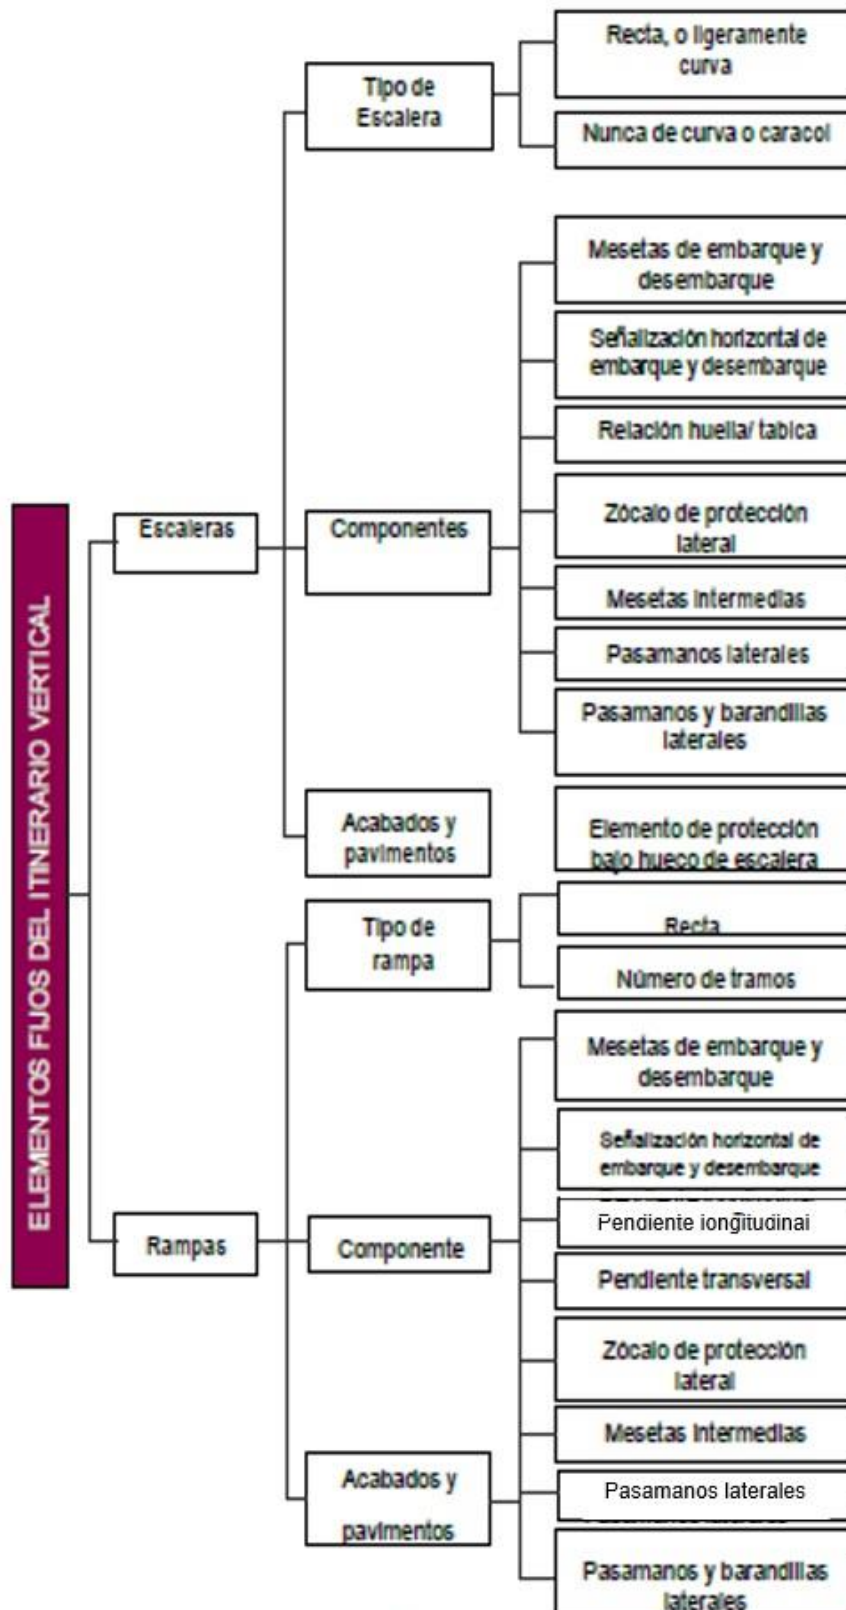 ELEMENTOS FIJOS DEL ITINERARIO VERTICAL
Escaleras
Tipo de
Escalera
Recta, o ligeramente
curva
Nunca de curva o caracol
Componentes
Mesetas de embarque y
desembarque
Señalización horizontal de
embarque y desembarque
Relación huella/ tabica
Zócalo de protección
lateral
Mesetas Intermedias
Pasamanos laterales
Pasamanos y barandillas
laterales
Acabados y
pavimentos
Elemento de protección
bajo hueco de escalera
Rampas
Tipo de
rampa
Recta
Número de tramos
Componente
Mesetas de embarque y
desembarque
Señalización horizontal de
embarque y desembarque
Pendiente longitudinal
Pendiente transversal
Zócalo de protección
lateral
Mesetas Intermedias
Acabados y
pavimentos
Pasamanos laterales
Pasamanos y barandillas
laterales